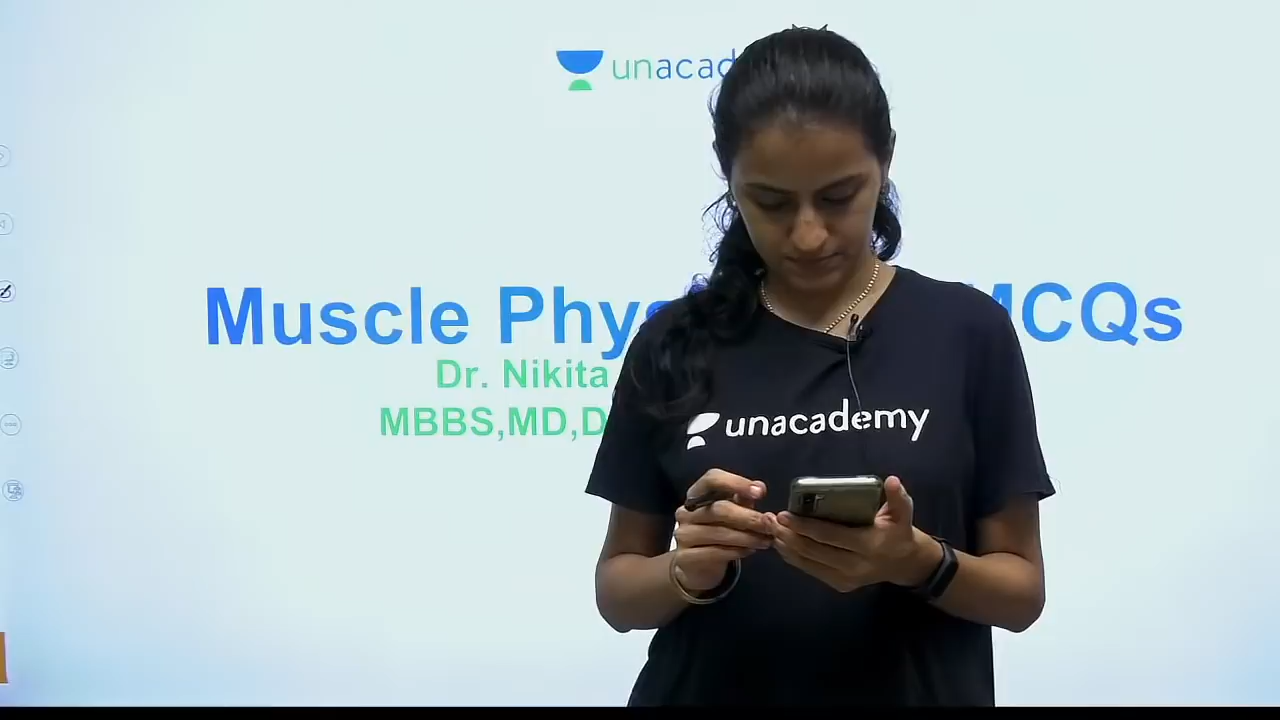 unacad
Muscle Phys MCQs
Dr. Nikita
MBBS,MD,D
unacademy